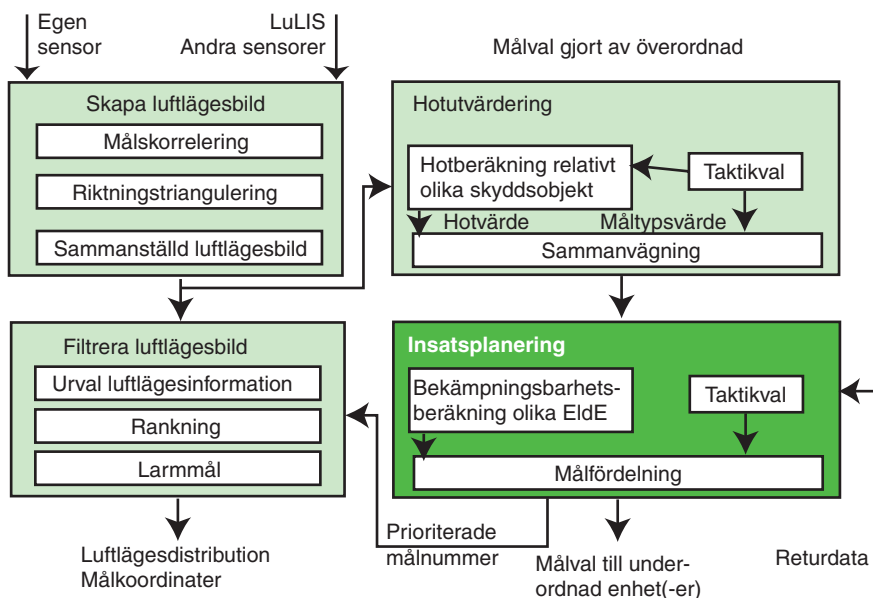 Egen
sensor
LuLIS
Andra sensorer
Målval gjort av överordnad
Skapa luftlägesbild
Målskorrelering
Riktningstriangulering
Sammanställd luftlägesbild
Hotutvärdering
Hotberäkning relativt
olika skyddsobjekt
Taktikval
Hotvärde
Måltypsvärde
Sammanvägning
Filtrera luftlägesbild
Urval luftlägesinformation
Rankning
Larmmål
Insatsplanering
Bekämpningsbarhets-
beräkning olika EldE
Taktikval
Målfördelning
Luftlägesdistribution
Målkoordinater
Prioriterade
målnummer
Målval till under-
ordnad enhet(-er)
Returdata